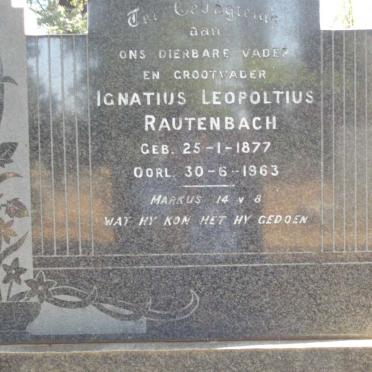 Ter Gedagtenis
aan
ONS DIERBARE VADER
EN GROOTVADER
IGNATIUS LEOPOLTIUS
RAUTENBACH
GEB. 25-1-1877
OORL. 30-6-1963
MARKUS 14 V 8
WAT HY KON HET HY GEDOEN